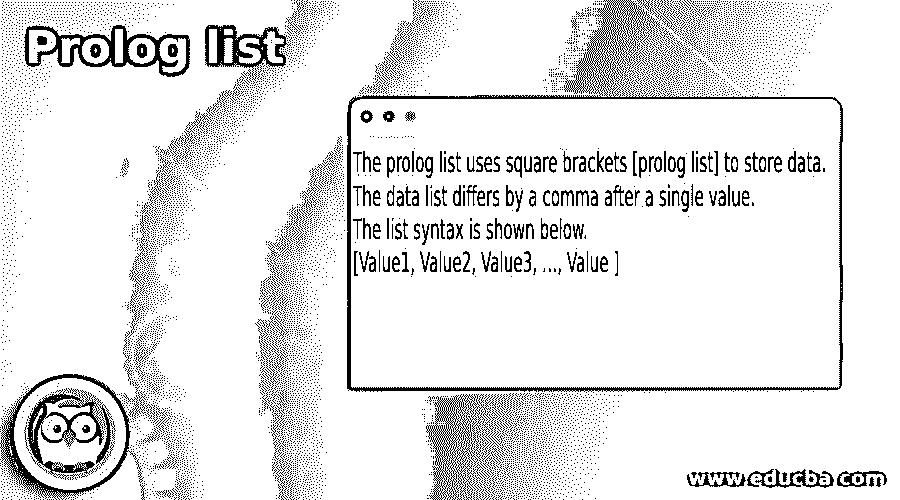 Prolog list
The prolog list uses square brackets [prolog list] to store data.
The data list differs by a comma after a single value.
The list syntax is shown below.
[Value1, Value2, Value3, ..., Value ]
www.educba.com